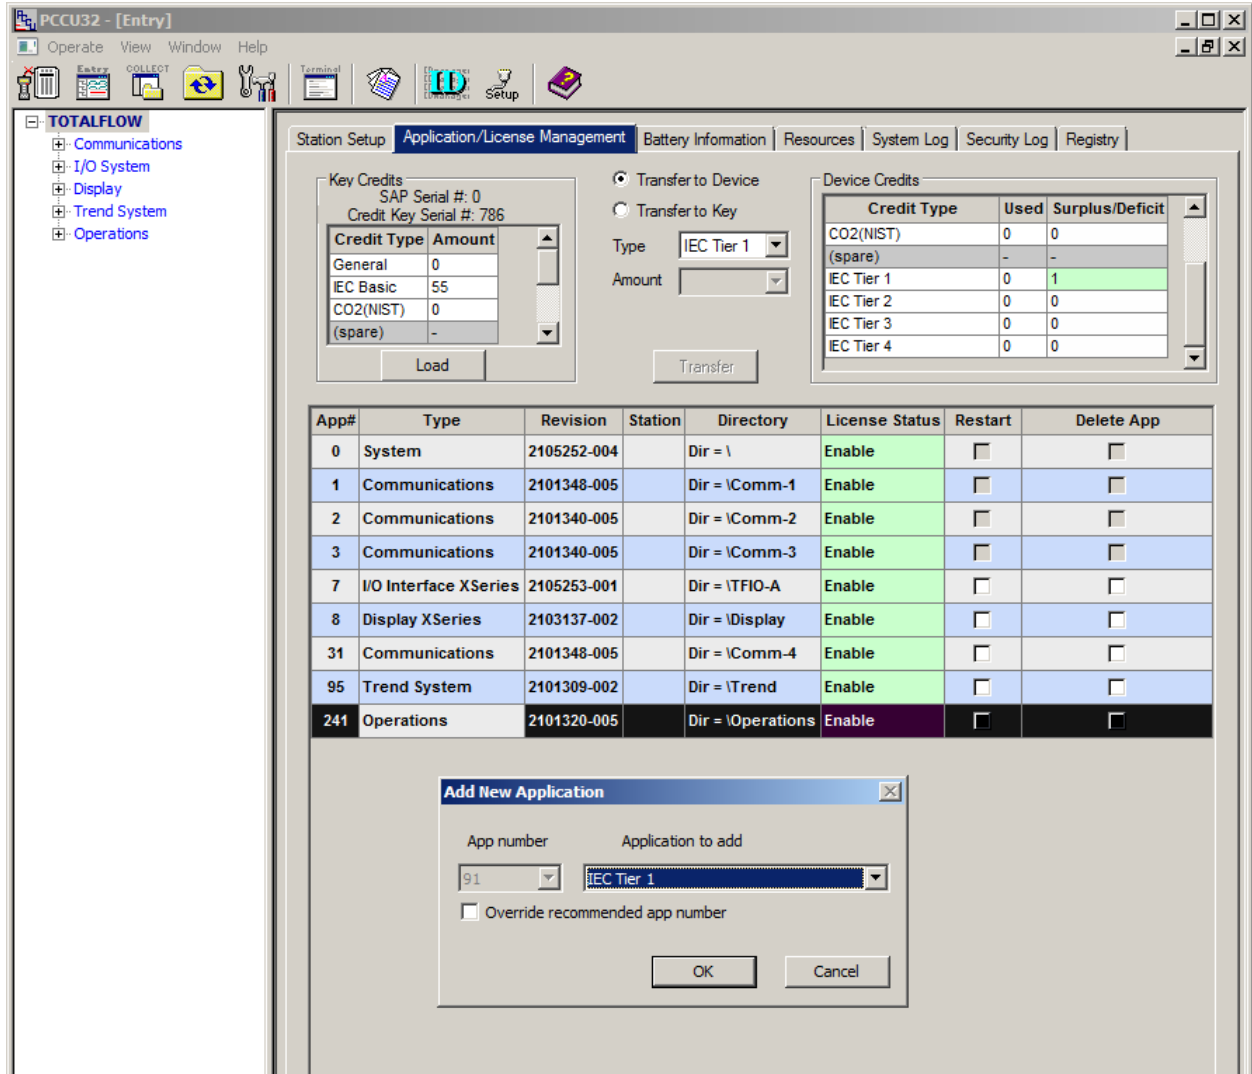 PCCU32 - [Entry]
Operate View Window Help
Entry COLLECT Terminal IDManager ID IDManager Setup
TOTALFLOW
Communications
I/O System
Display
Trend System
Operations
Station Setup Application/License Management Battery Information Resources System Log Security Log Registry
Key Credits
SAP Serial #: 0
Credit Key Serial #: 786
Credit Type Amount
General 0
IEC Basic 55
CO2(NIST) 0
(spare) -
Load
Transfer to Device
Transfer to Key
Type IEC Tier 1
Amount
Transfer
Device Credits
Credit Type Used Surplus/Deficit
CO2(NIST) 0 0
(spare) - -
IEC Tier 1 0 1
IEC Tier 2 0 0
IEC Tier 3 0 0
IEC Tier 4 0 0
App# Type Revision Station Directory License Status Restart Delete App
0 System 2105252-004 Dir = \ Enable
1 Communications 2101348-005 Dir = \Comm-1 Enable
2 Communications 2101340-005 Dir = \Comm-2 Enable
3 Communications 2101340-005 Dir = \Comm-3 Enable
7 I/O Interface XSeries 2105253-001 Dir = \TFIO-A Enable
8 Display XSeries 2103137-002 Dir = \Display Enable
31 Communications 2101348-005 Dir = \Comm-4 Enable
95 Trend System 2101309-002 Dir = \Trend Enable
241 Operations 2101320-005 Dir = \Operations Enable
Add New Application
App number Application to add
91 IEC Tier 1
Override recommended app number
OK Cancel